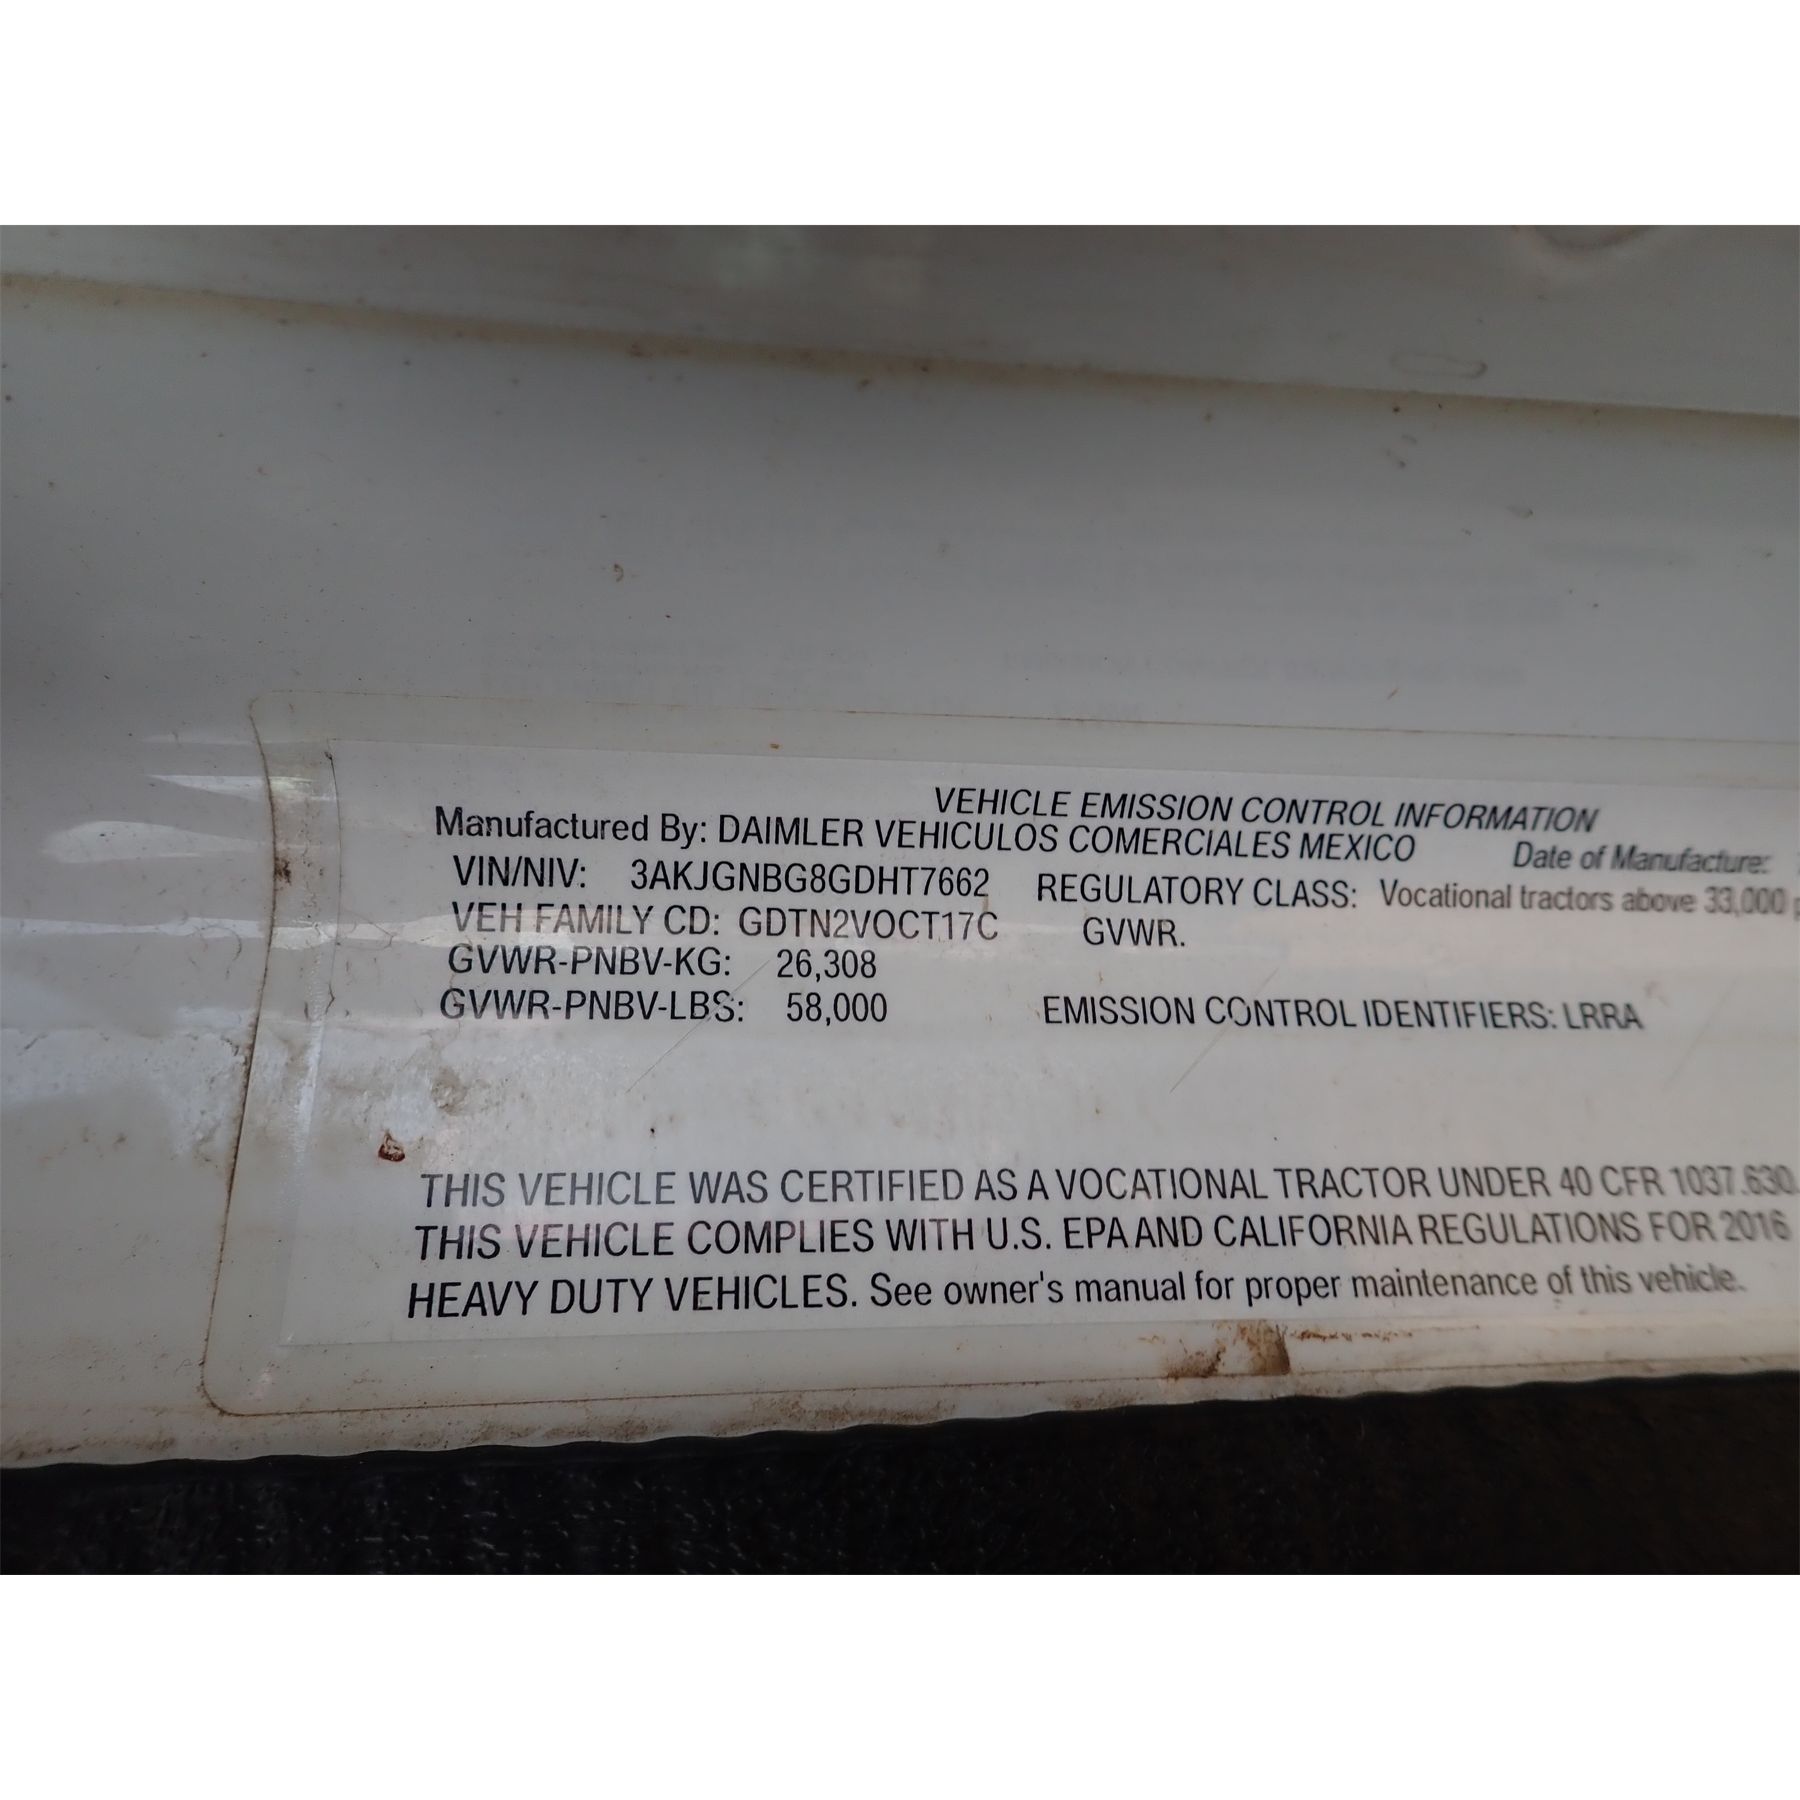 VEHICLE EMISSION CONTROL INFORMATION
Manufactured By: DAIMLER VEHICULOS COMERCIALES MEXICO Date of Manufacture:
VIN/NIV: 3AKJGNBG8GDHT7662 REGULATORY CLASS: Vocational tractors above 33,000
VEH FAMILY CD: GDTN2VOCT17C GVWR.
GVWR-PNBV-KG: 26,308
GVWR-PNBV-LBS: 58,000 EMISSION CONTROL IDENTIFIERS: LRRA
THIS VEHICLE WAS CERTIFIED AS A VOCATIONAL TRACTOR UNDER 40 CFR 1037.630.
THIS VEHICLE COMPLIES WITH U.S. EPA AND CALIFORNIA REGULATIONS FOR 2016
HEAVY DUTY VEHICLES. See owner's manual for proper maintenance of this vehicle.